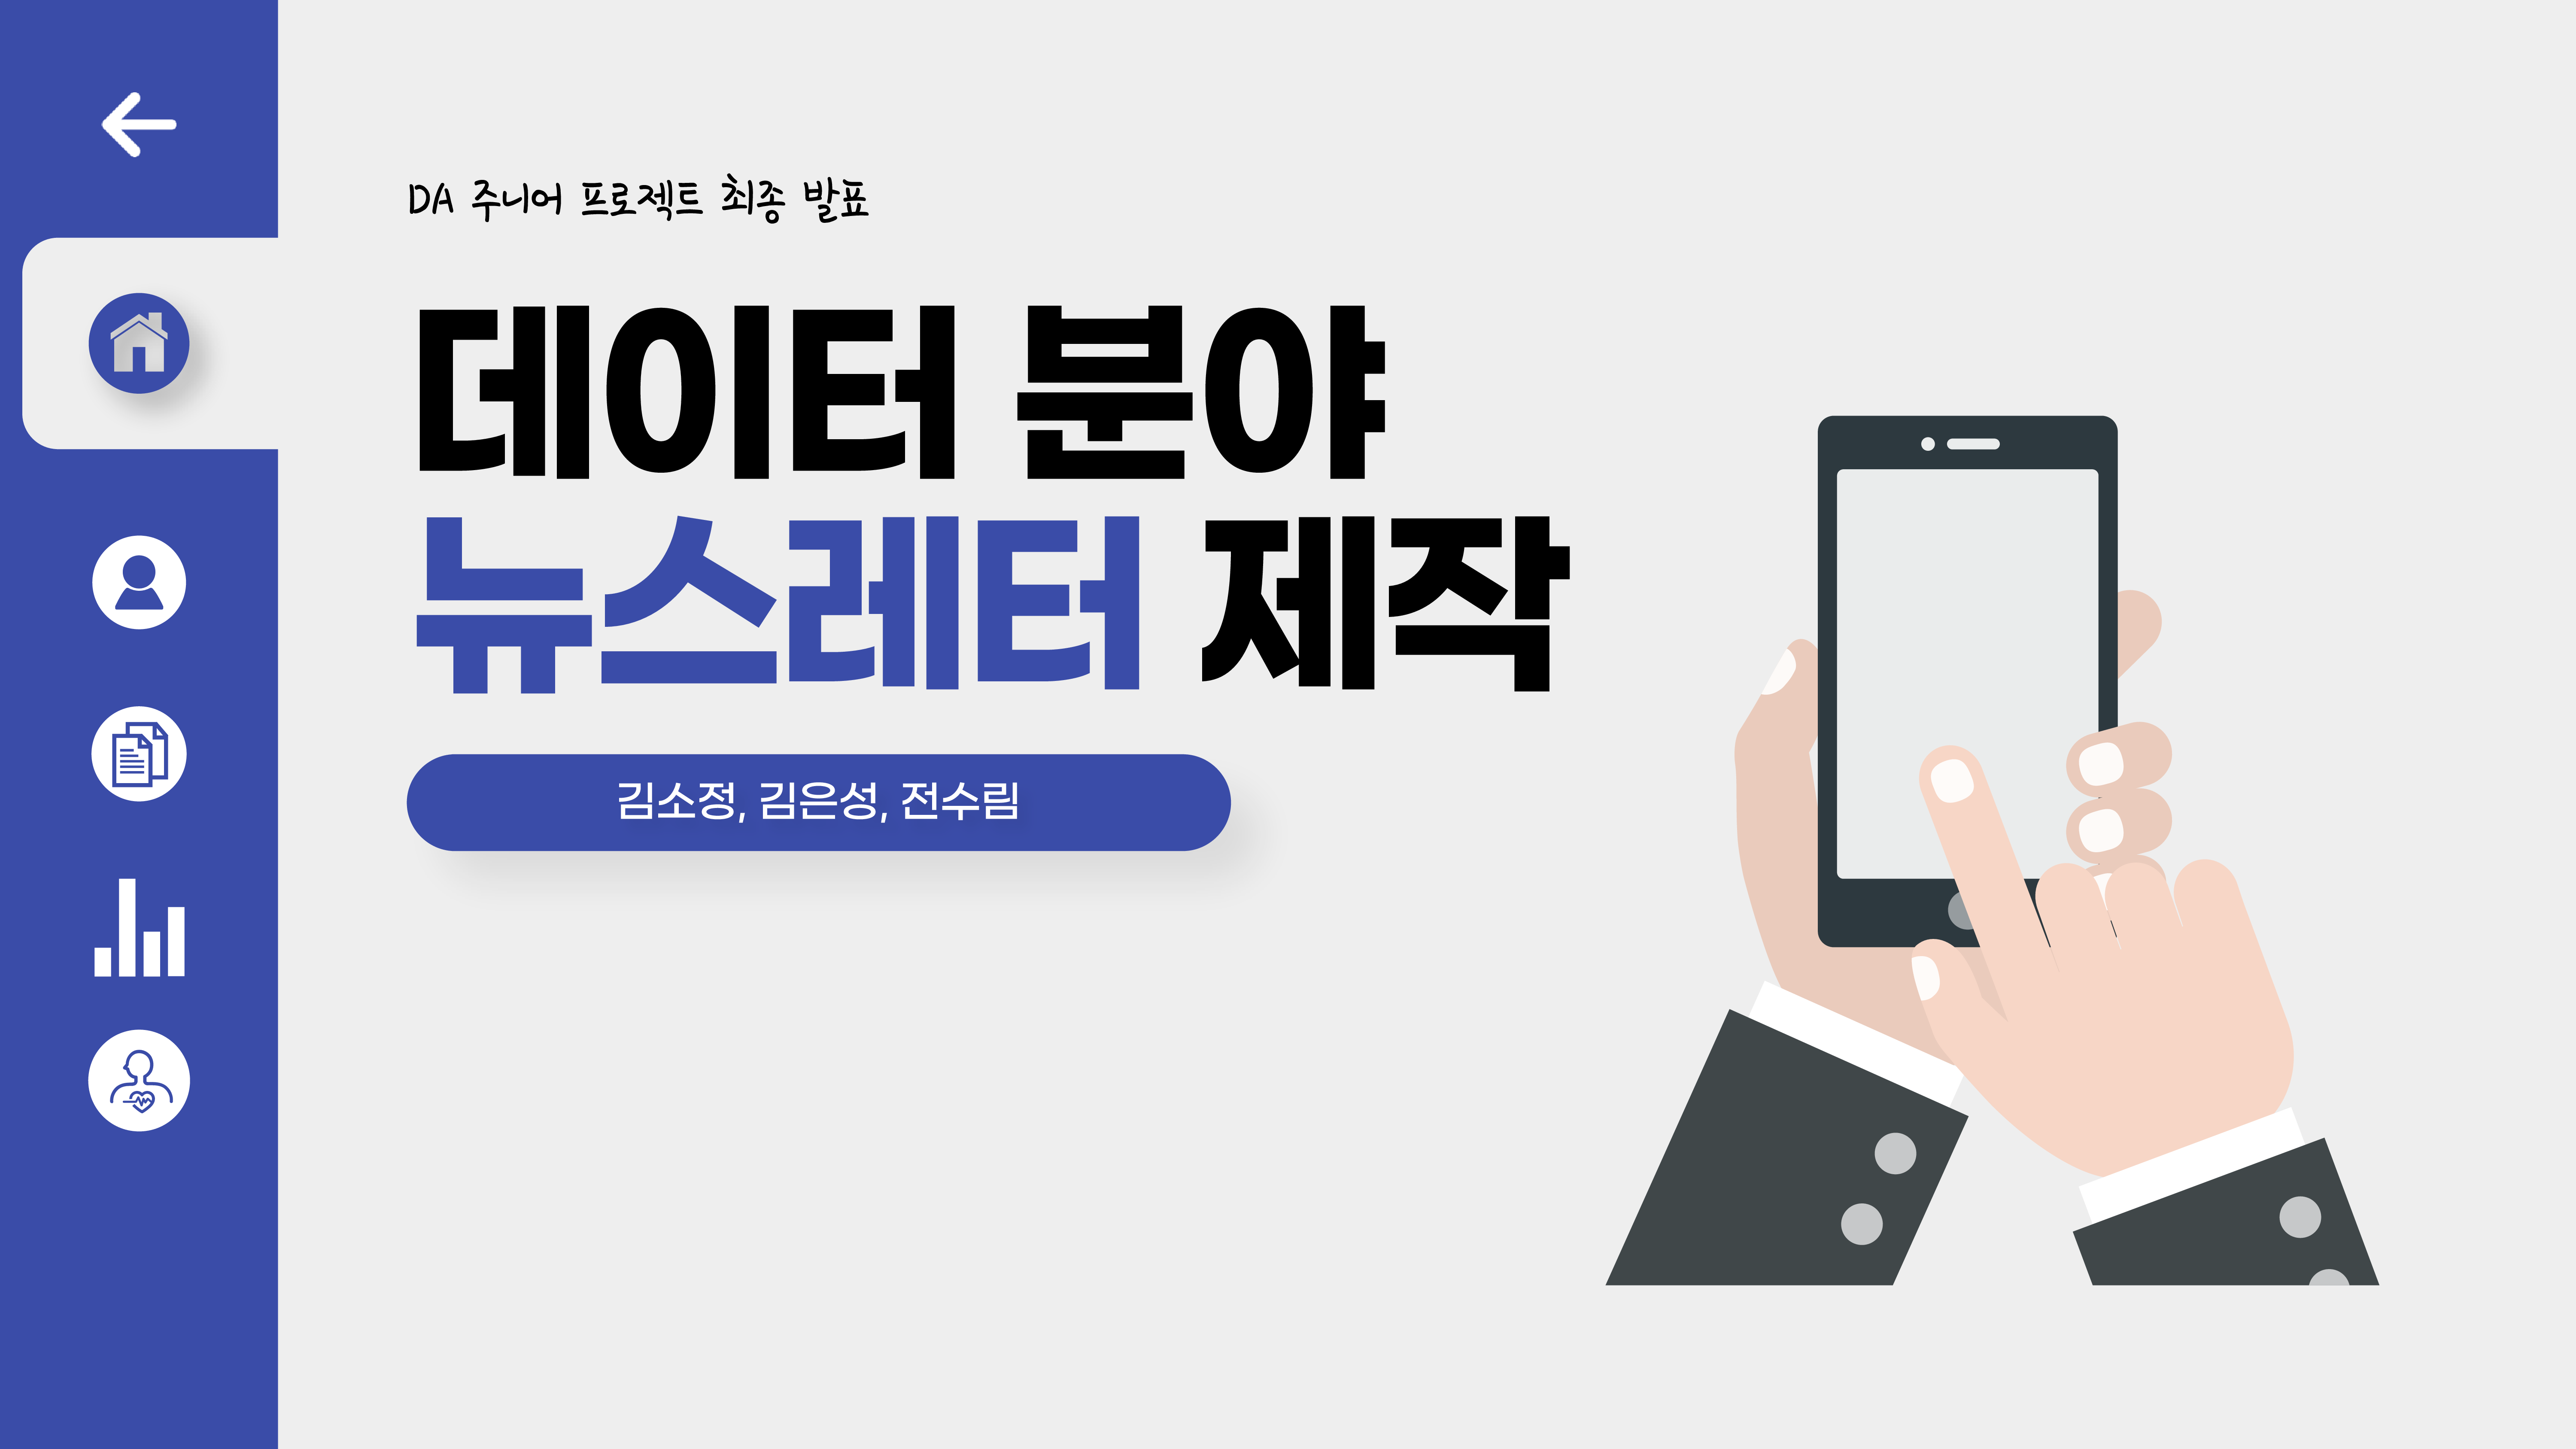 DA 주니어 프로젝트 최종 발표
데이터 분야
뉴스레터 제작
김소정, 김은성, 전수림